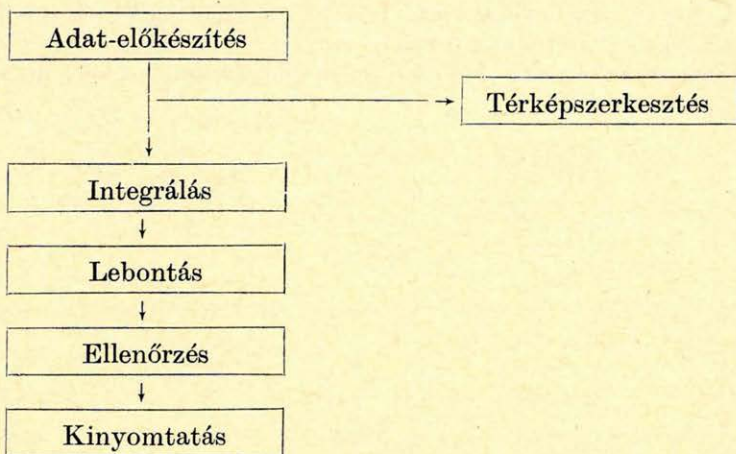 Adat-előkészítés
Térképszerkesztés
Integrálás
Lebontás
Ellenőrzés
Kinyomtatás